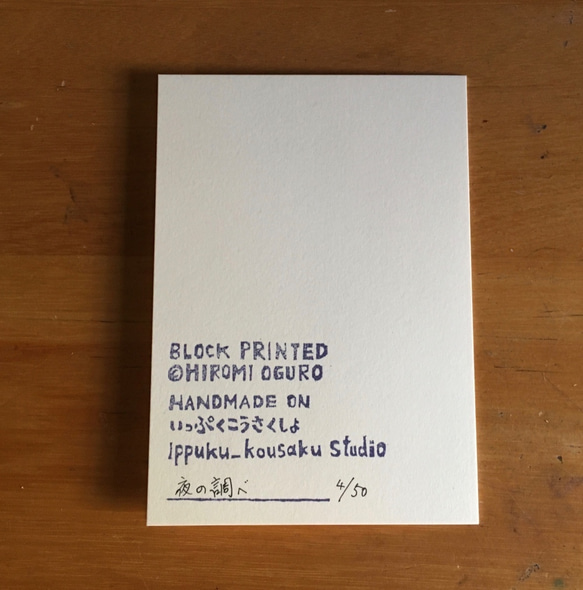 BLOCK PRINTED
©HIROMI OGURO
HANDMADE ON
いっぷくこうさくしょ
Ippuku_kousaku Studio
夜の調べ 4/50